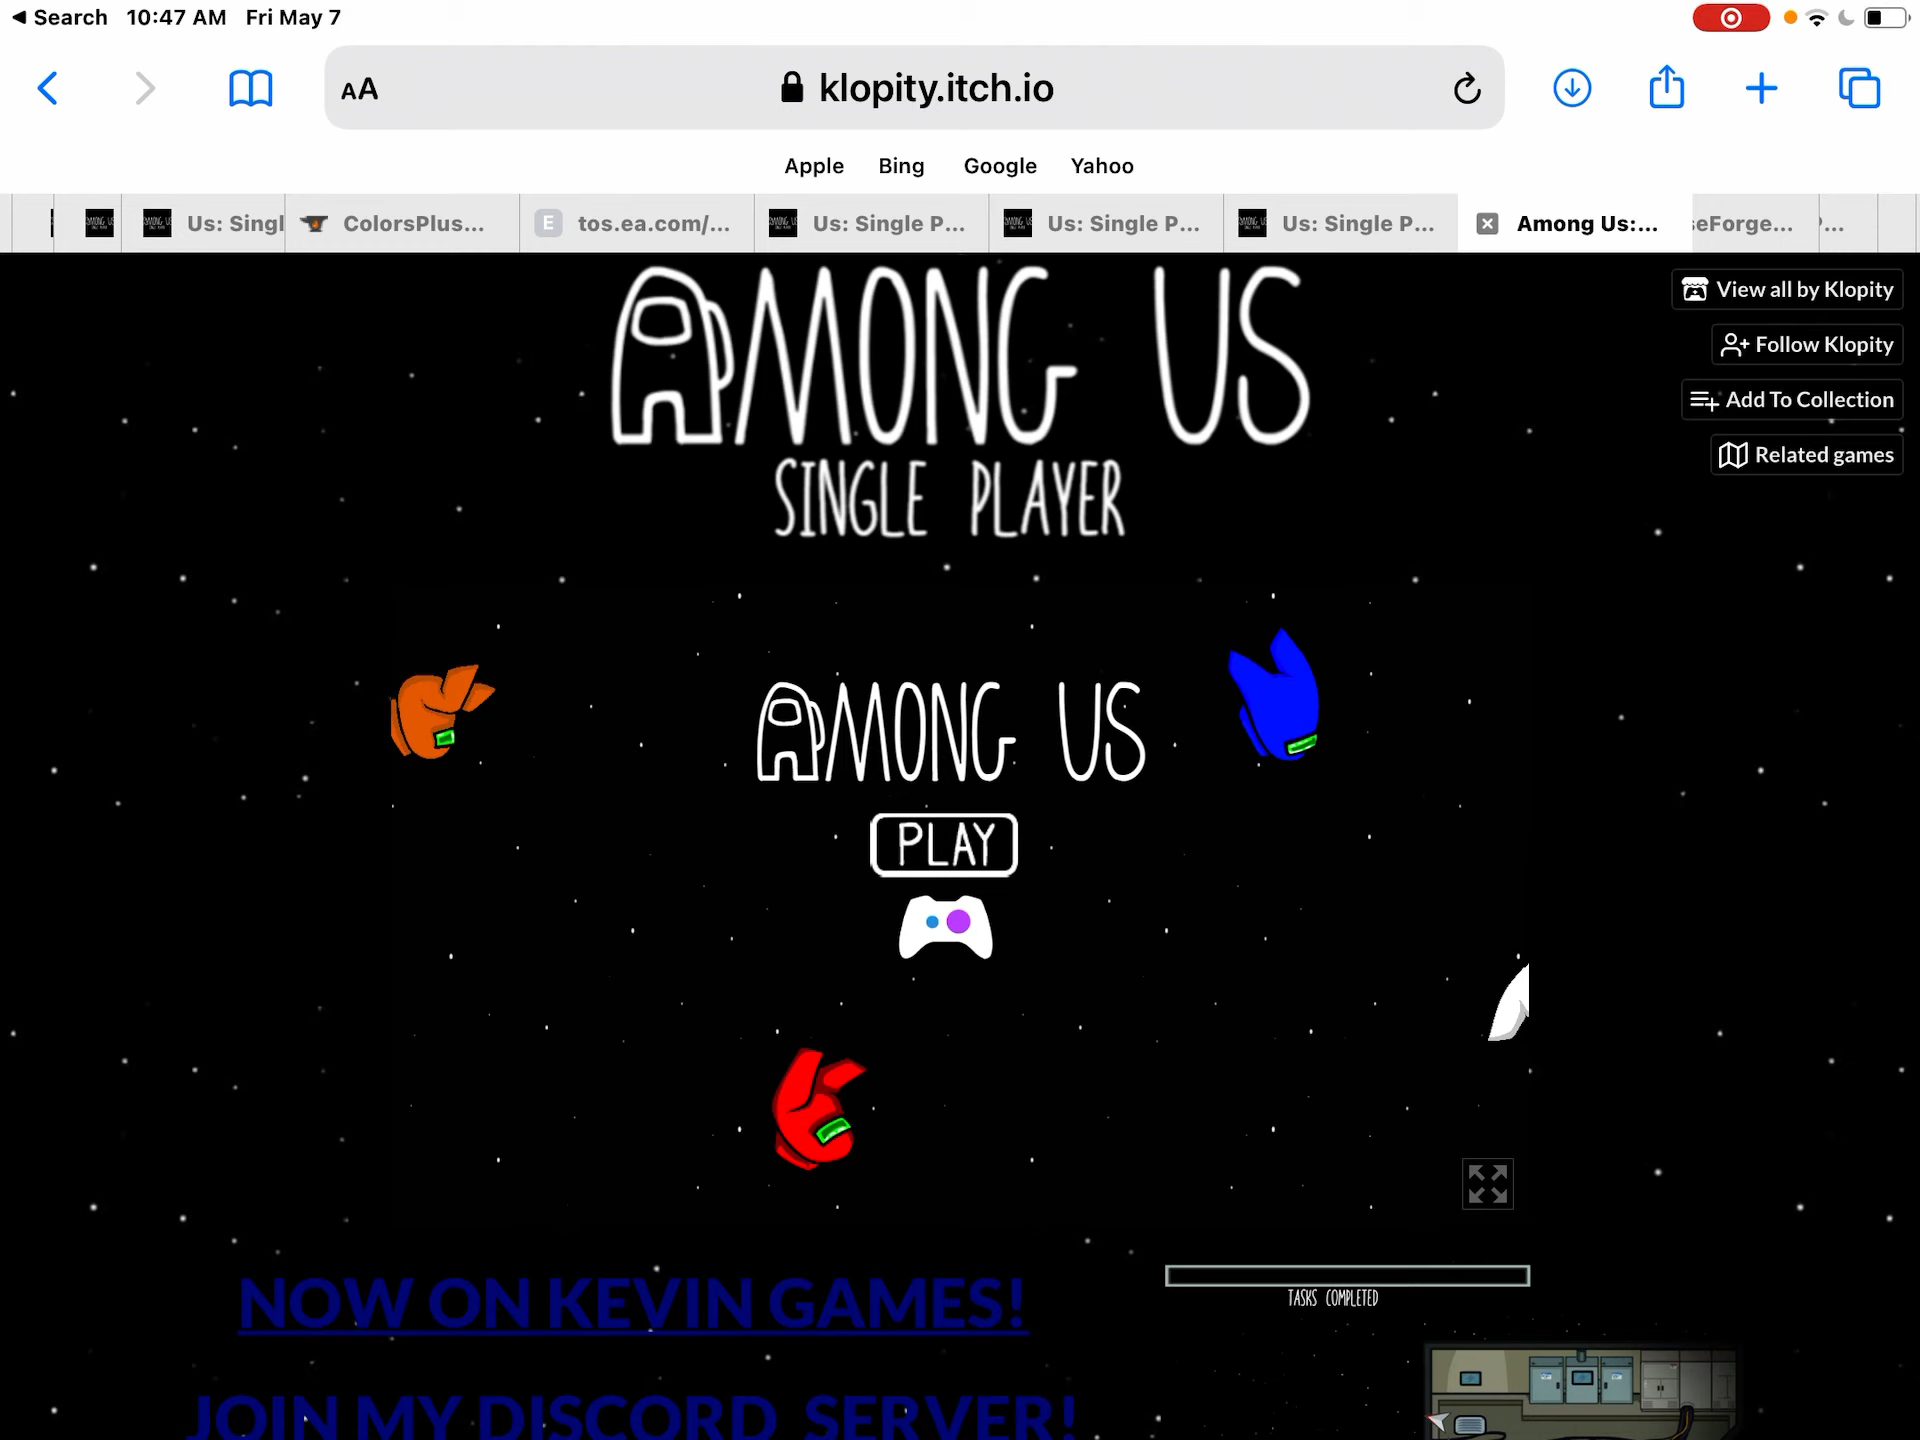 Search 10:47 AM Fri May 7
AA klopity.itch.io
Apple Bing Google Yahoo
Us: Singl ColorsPlus... E tos.ea.com/... Us: Single P... Us: Single P... Us: Single P... Among Us:... eForge... ...
AMONG US
SINGLE PLAYER
View all by Klopity
Follow Klopity
Add To Collection
Related games
AMONG US
PLAY
NOW ON KEVIN GAMES!
TASKS COMPLETED
JOIN MY DISCORD SERVER!